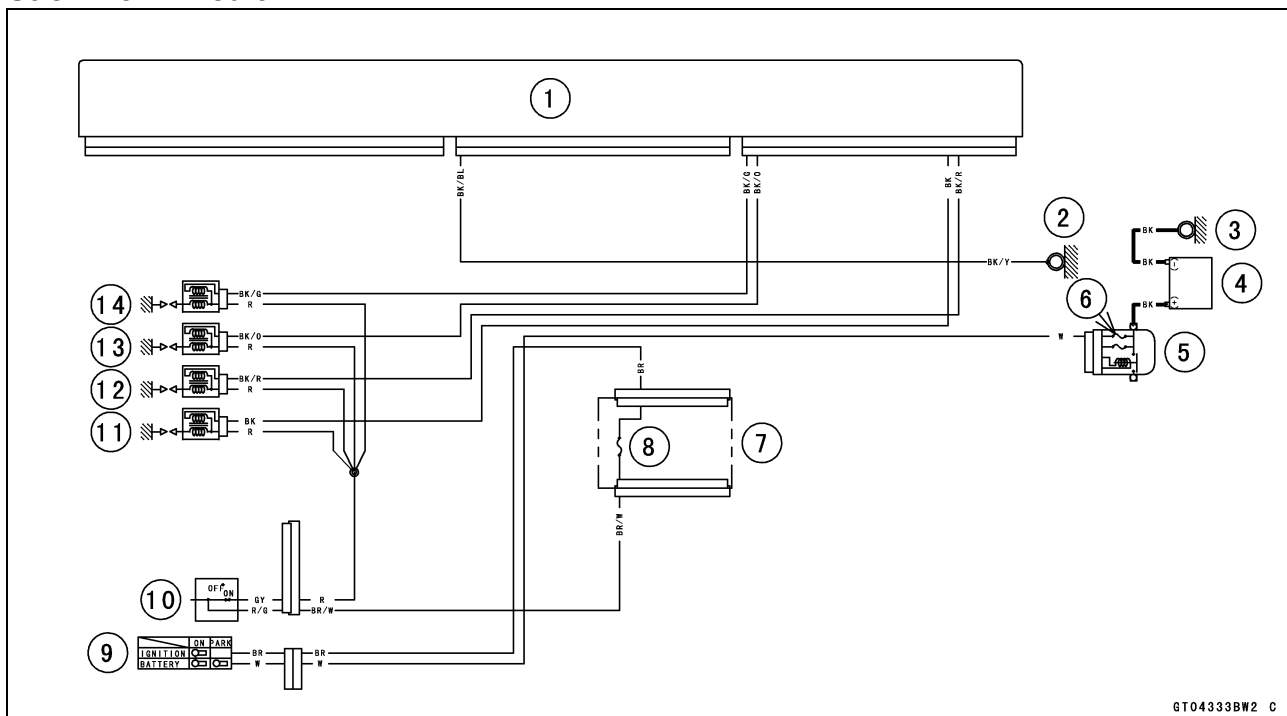 1
BK/BL
BK/G
BK/O
BK
BK/R
2
BK
3
BK
-
4
BK/Y
6
BK
+
5
W
14
BK/G
R
13
BK/O
R
12
BK/R
R
11
BK
R
BR
8
7
BR/W
10
OFF
ON
GY
R
R/G
BR/W
9
ON PARK
IGNITION
BR
BR
BATTERY
W
W
GT04333BW2 C